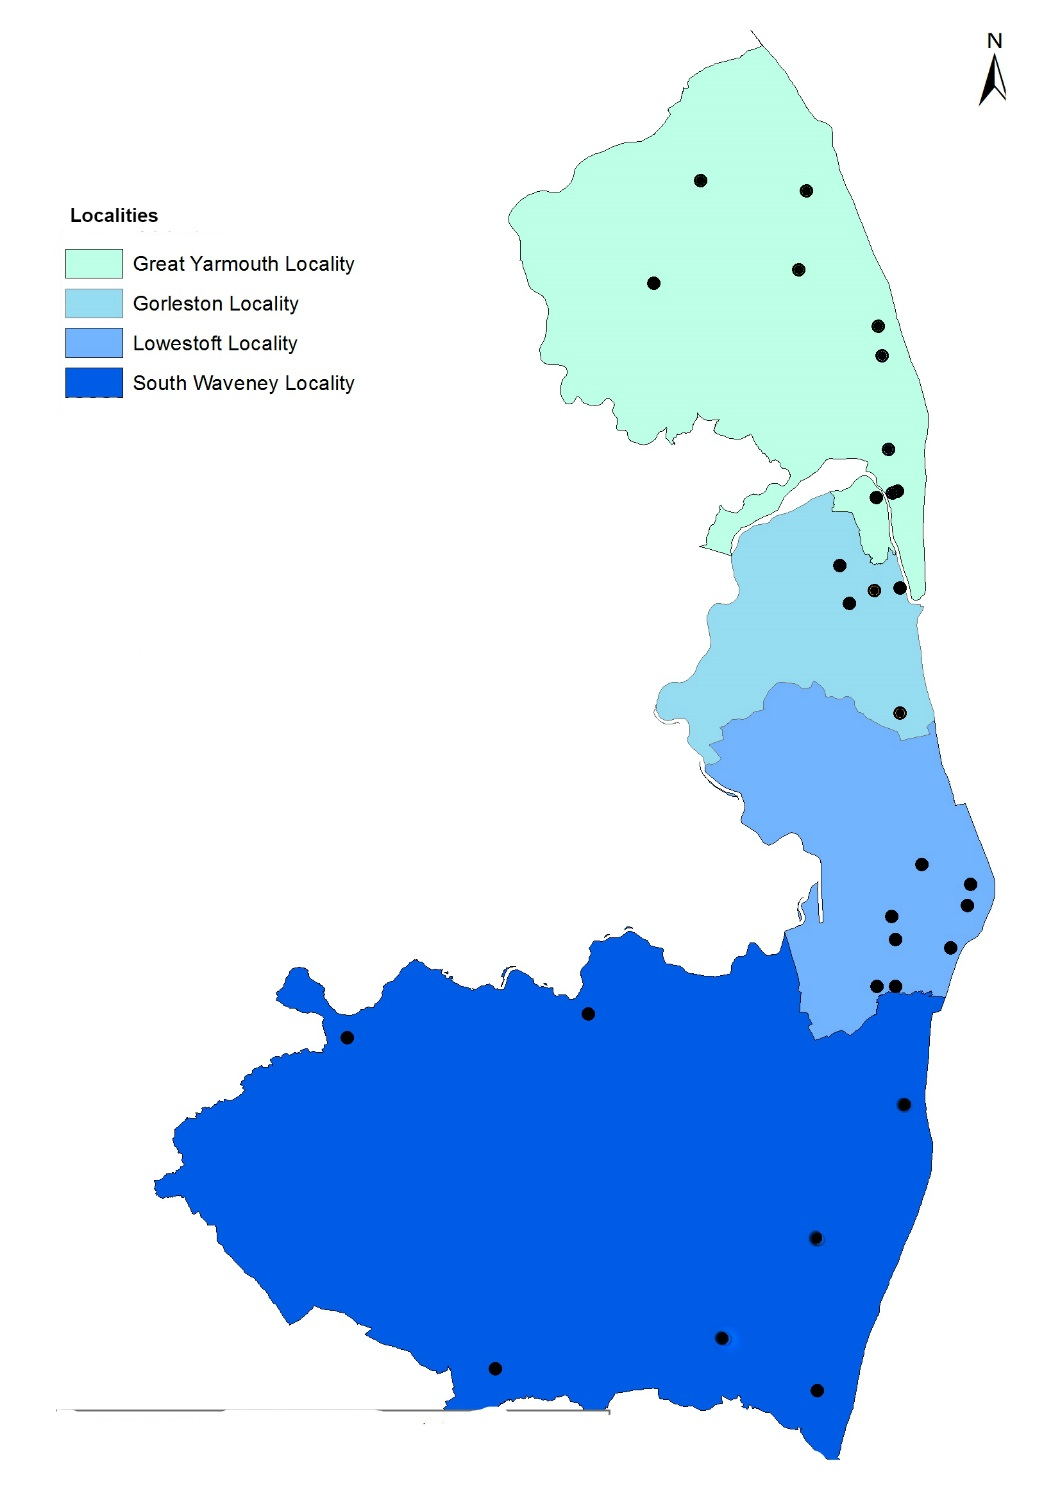 N
Localities
Great Yarmouth Locality
Gorleston Locality
Lowestoft Locality
South Waveney Locality